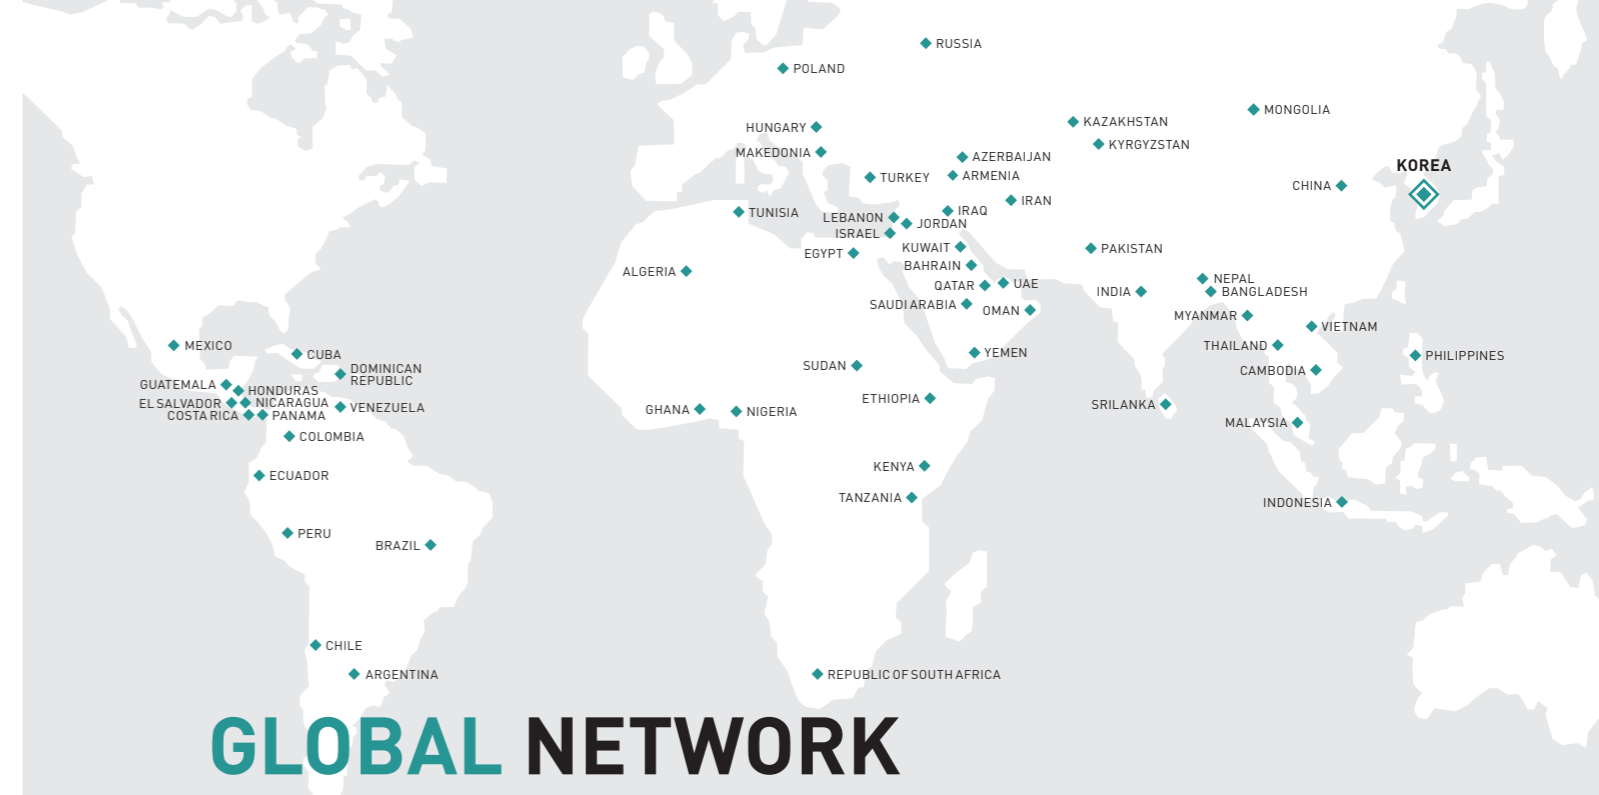 RUSSIA
POLAND
MONGOLIA
KAZAKHSTAN
HUNGARY
KYRGYZSTAN
MAKEDONIA
AZERBAIJAN
KOREA
ARMENIA
TURKEY
CHINA
IRAN
IRAQ
TUNISIA
LEBANON
JORDAN
ISRAEL
KUWAIT
PAKISTAN
EGYPT
BAHRAIN
ALGERIA
NEPAL
UAE
QATAR
INDIA
BANGLADESH
SAUDI ARABIA
OMAN
MYANMAR
VIETNAM
MEXICO
THAILAND
CUBA
YEMEN
PHILIPPINES
SUDAN
DOMINICAN
REPUBLIC
CAMBODIA
GUATEMALA
HONDURAS
ETHIOPIA
EL SALVADOR
NICARAGUA
SRILANKA
VENEZUELA
GHANA
NIGERIA
COSTA RICA
PANAMA
MALAYSIA
COLOMBIA
KENYA
ECUADOR
TANZANIA
INDONESIA
PERU
BRAZIL
CHILE
ARGENTINA
REPUBLIC OF SOUTH AFRICA
GLOBAL NETWORK